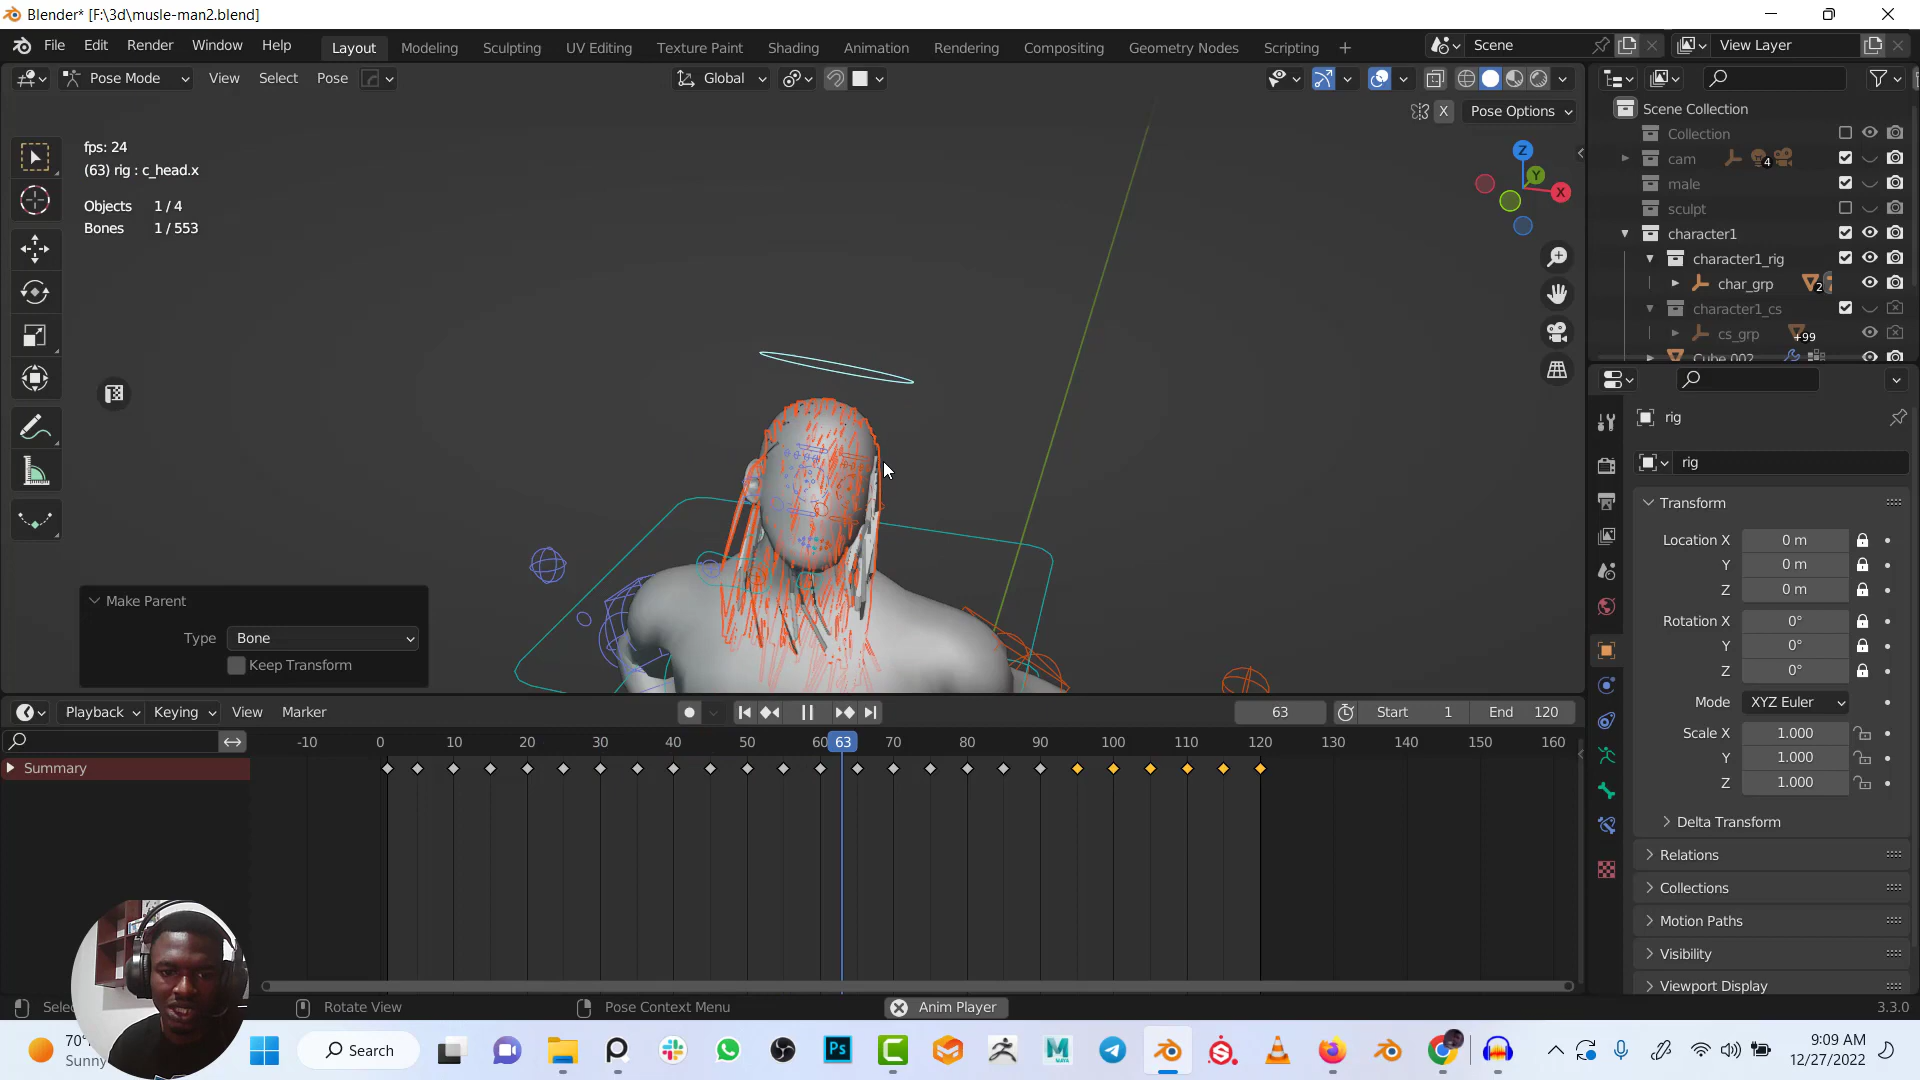 Blender* [F:\3d\musle-man2.blend]
File Edit Render Window Help Layout Modeling Sculpting UV Editing Texture Paint Shading Animation Rendering Compositing Geometry Nodes Scripting + Scene View Layer
Pose Mode View Select Pose Global
X Pose Options
fps: 24
(63) rig : c_head.x
Objects 1 / 4
Bones 1 / 553
Z
Y
X
Scene Collection
Collection
cam 4
male
sculpt
character1
character1_rig
char_grp 2
character1_cs
cs_grp +99
Cube.002
rig
rig
Transform
Location X 0 m
Y 0 m
Z 0 m
Rotation X 0°
Y 0°
Z 0°
Mode XYZ Euler
Scale X 1.000
Y 1.000
Z 1.000
Delta Transform
Relations
Collections
Motion Paths
Visibility
Viewport Display
Make Parent
Type Bone
Keep Transform
Playback Keying View Marker 63 Start 1 End 120
-10 0 10 20 30 40 50 60 63 70 80 90 100 110 120 130 140 150 160
Summary
Rotate View Pose Context Menu Anim Player 3.3.0
70°
Sunny
Search
Ps
9:09 AM
12/27/2022